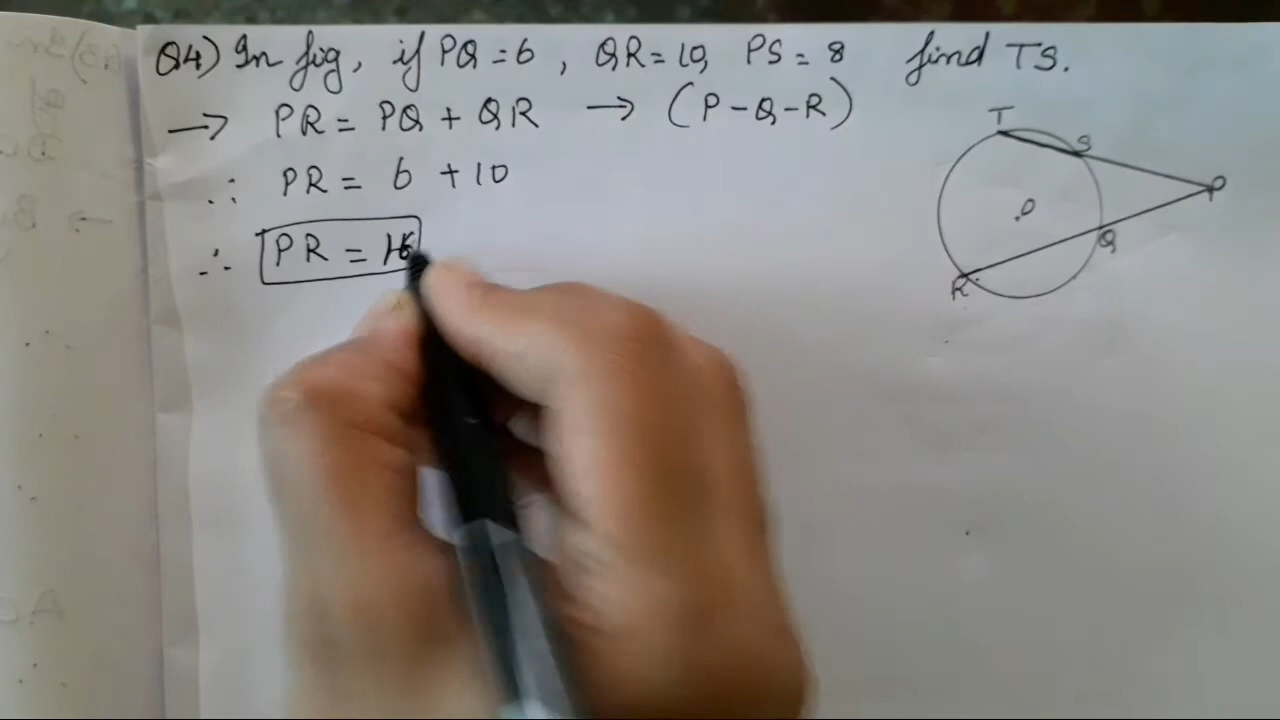 Q4) In fig, if PQ = 6, QR = 10, PS = 8 find TS.
→ PR = PQ + QR → (P - Q - R)
∴ PR = 6 + 10
∴ PR = 16
T
S
P
O
Q
R